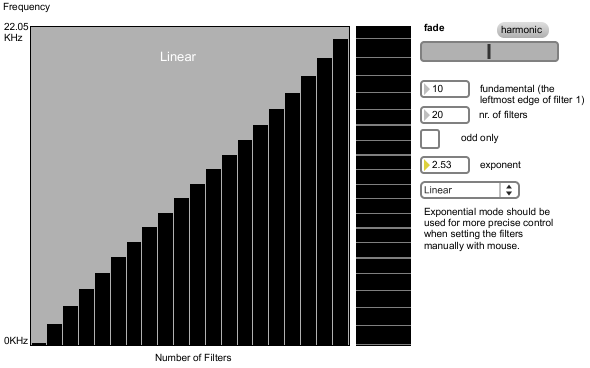 Frequency
22.05
KHz
Linear
0KHz
Number of Filters
fade
harmonic
10
fundamental (the
leftmost edge of filter 1)
20
nr. of filters
odd only
2.53
exponent
Linear
Exponential mode should be
used for more precise control
when setting the filters
manually with mouse.